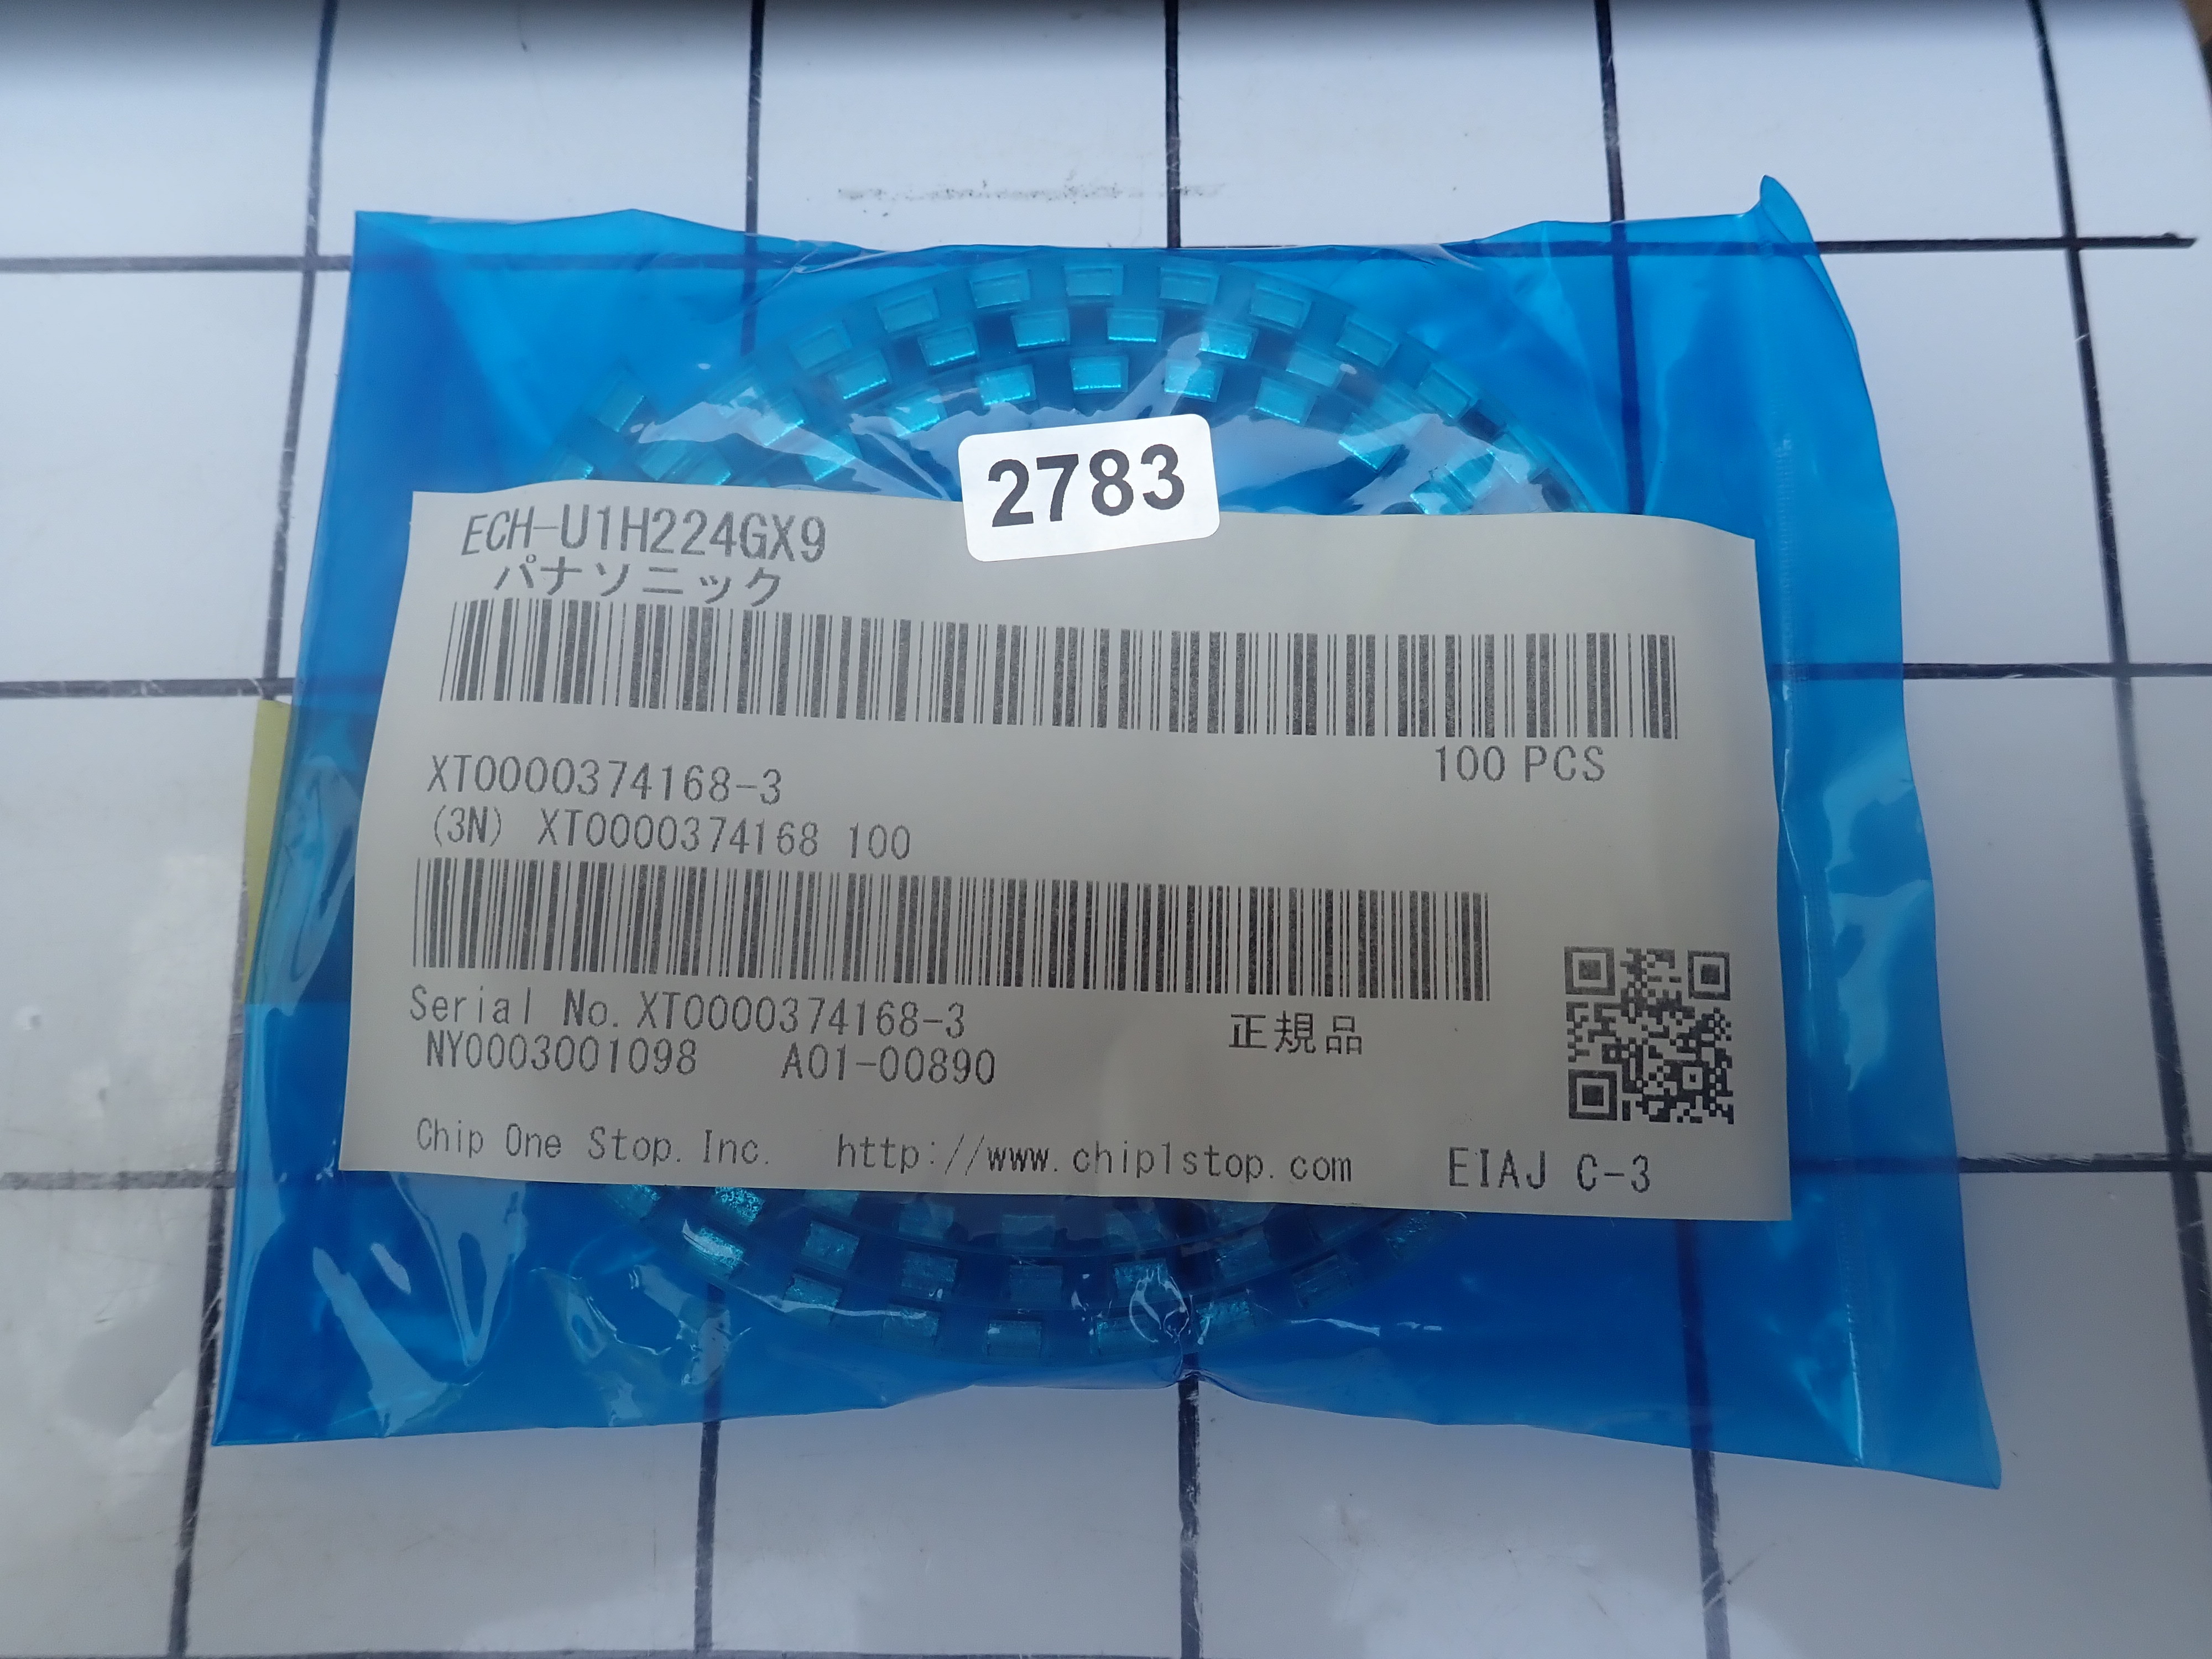 2783
ECH-U1H224GX9
パナソニック
100 PCS
XT0000374168-3
(3N) XT0000374168 100
Serial No. XT0000374168-3
正規品
NY0003001098 A01-00890
Chip One Stop. Inc. http://www.chip1stop.com EIAJ C-3